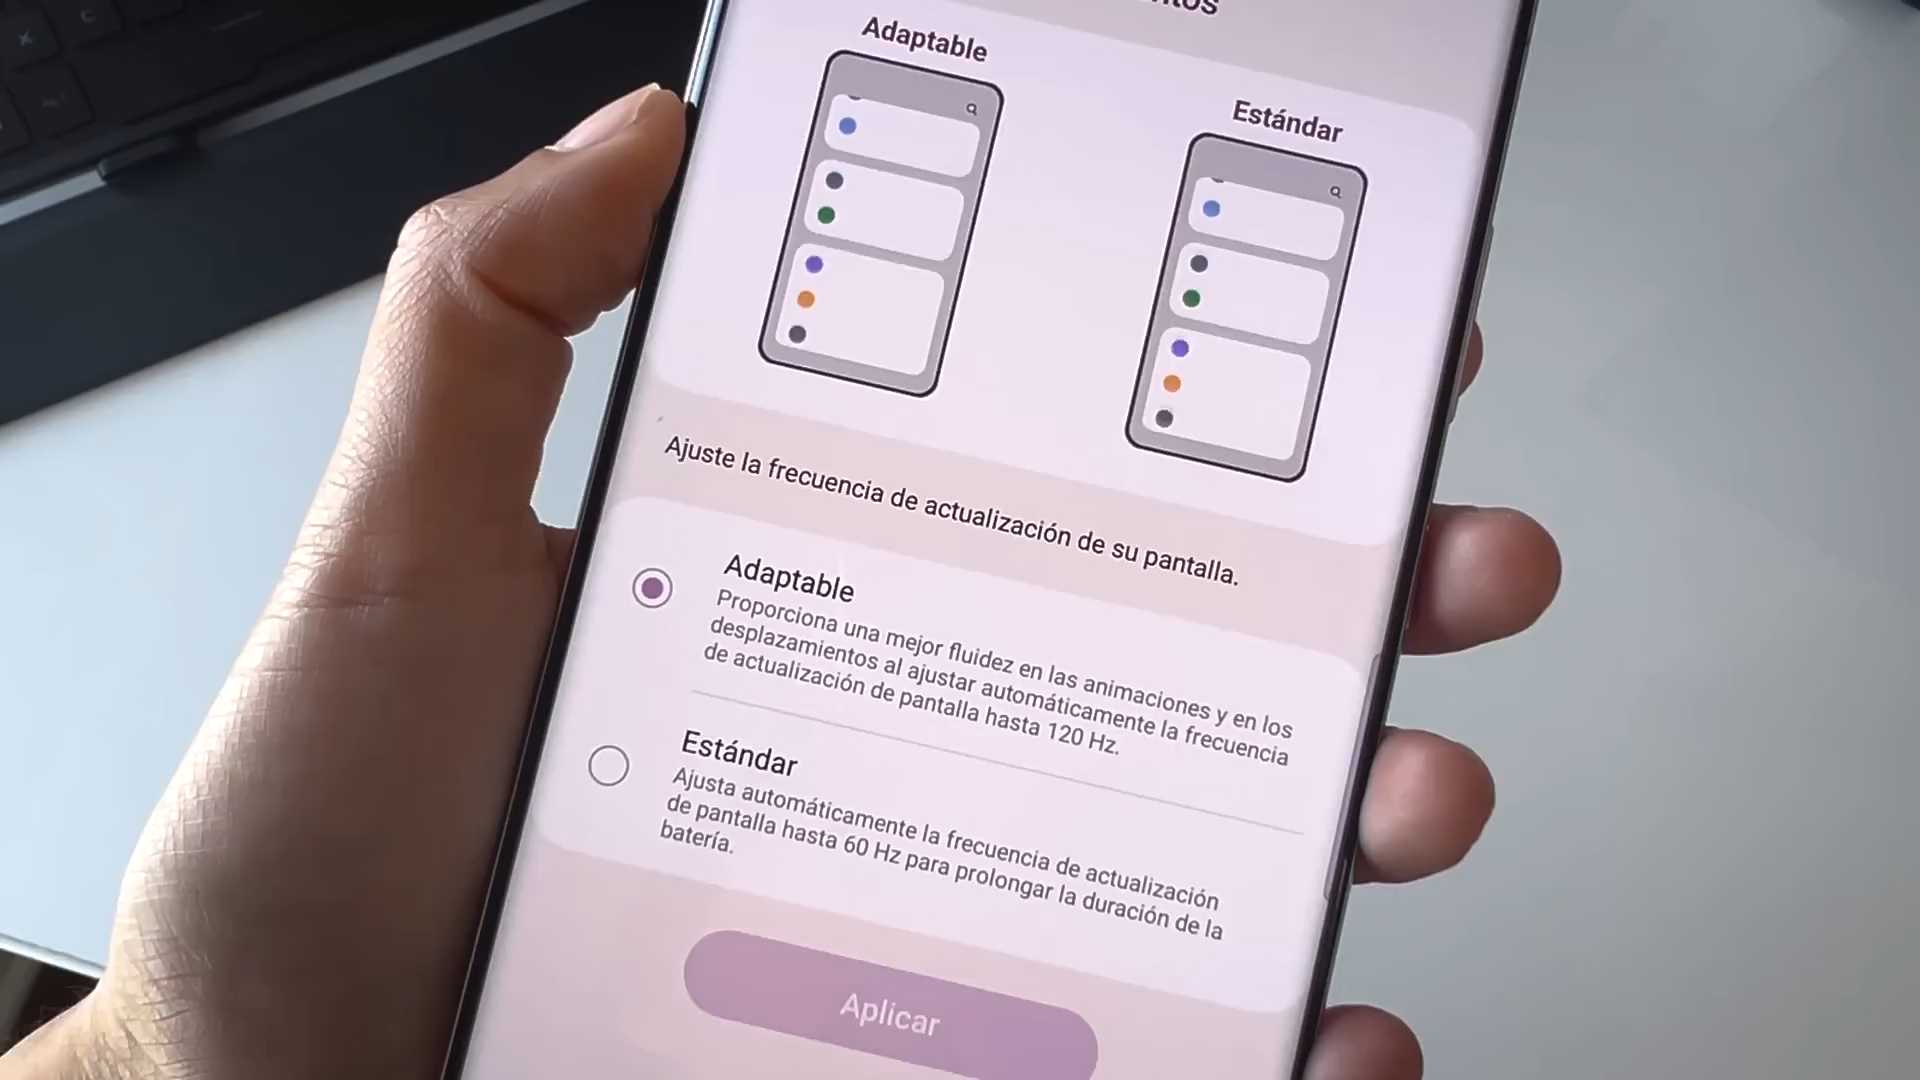 Adaptable
Estándar
Ajuste la frecuencia de actualización de su pantalla.
Adaptable
Proporciona una mejor fluidez en las animaciones y en los
desplazamientos al ajustar automáticamente la frecuencia
de actualización de pantalla hasta 120 Hz.
Estándar
Ajusta automáticamente la frecuencia de actualización
de pantalla hasta 60 Hz para prolongar la duración de la
batería.
Aplicar